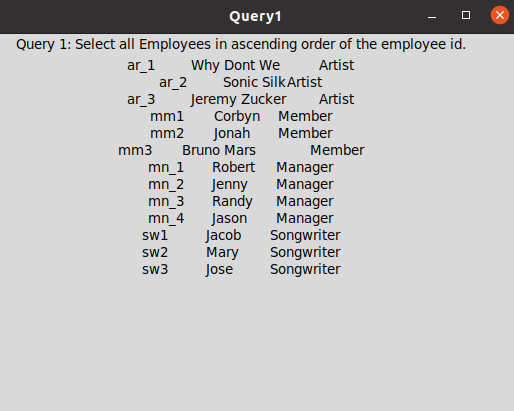 Query1
Query 1: Select all Employees in ascending order of the employee id.
ar_1 Why Dont We Artist
ar_2 Sonic Silk Artist
ar_3 Jeremy Zucker Artist
mm1 Corbyn Member
mm2 Jonah Member
mm3 Bruno Mars Member
mn_1 Robert Manager
mn_2 Jenny Manager
mn_3 Randy Manager
mn_4 Jason Manager
sw1 Jacob Songwriter
sw2 Mary Songwriter
sw3 Jose Songwriter